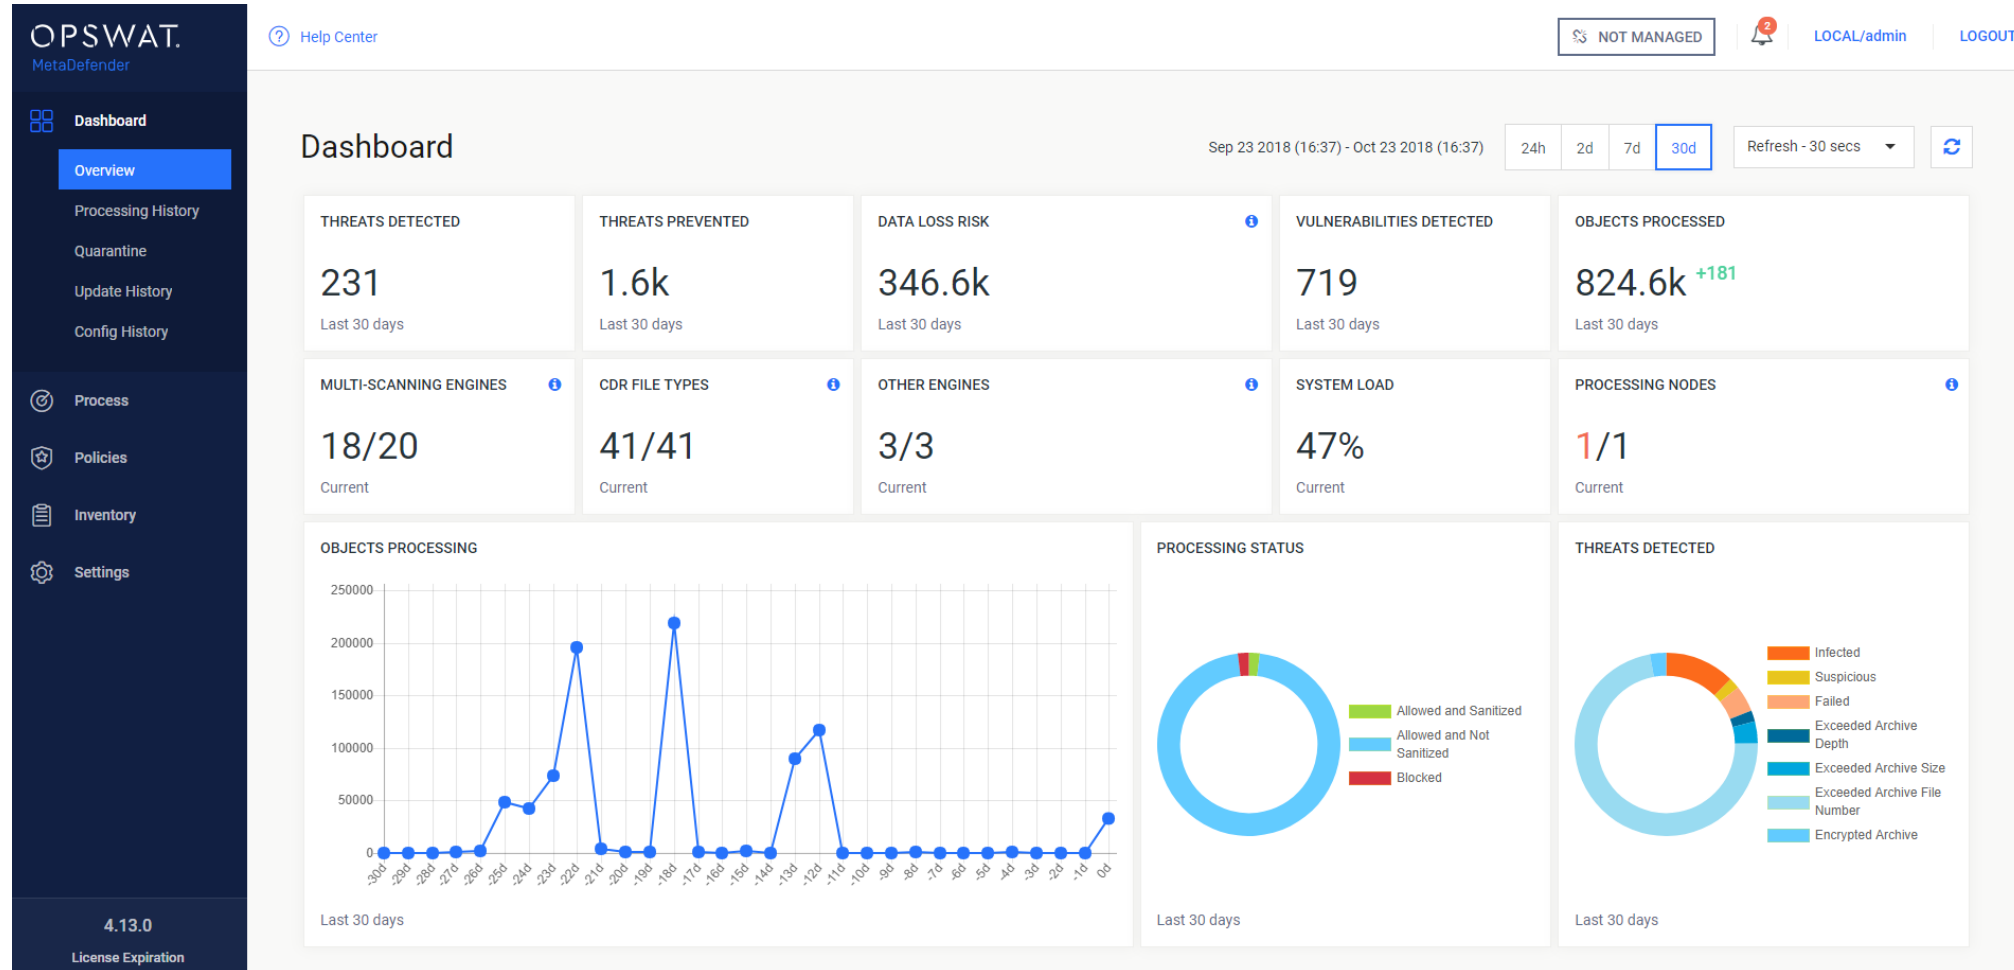 OPSWAT.
MetaDefender
Help Center
NOT MANAGED
2
LOCAL/admin
LOGOUT
Dashboard
Overview
Processing History
Quarantine
Update History
Config History
Process
Policies
Inventory
Settings
4.13.0
License Expiration
Dashboard
Sep 23 2018 (16:37) - Oct 23 2018 (16:37)
24h
2d
7d
30d
Refresh - 30 secs
THREATS DETECTED
231
Last 30 days
THREATS PREVENTED
1.6k
Last 30 days
DATA LOSS RISK
346.6k
Last 30 days
VULNERABILITIES DETECTED
719
Last 30 days
OBJECTS PROCESSED
824.6k +181
Last 30 days
MULTI-SCANNING ENGINES
18/20
Current
CDR FILE TYPES
41/41
Current
OTHER ENGINES
3/3
Current
SYSTEM LOAD
47%
Current
PROCESSING NODES
1/1
Current
OBJECTS PROCESSING
250000
200000
150000
100000
50000
0
-30d
-29d
-28d
-27d
-26d
-25d
-24d
-23d
-22d
-21d
-20d
-19d
-18d
-17d
-16d
-15d
-14d
-13d
-12d
-11d
-10d
-9d
-8d
-7d
-6d
-5d
-4d
-3d
-2d
-1d
0d
Last 30 days
PROCESSING STATUS
Allowed and Sanitized
Allowed and Not
Sanitized
Blocked
Last 30 days
THREATS DETECTED
Infected
Suspicious
Failed
Exceeded Archive
Depth
Exceeded Archive Size
Exceeded Archive File
Number
Encrypted Archive
Last 30 days